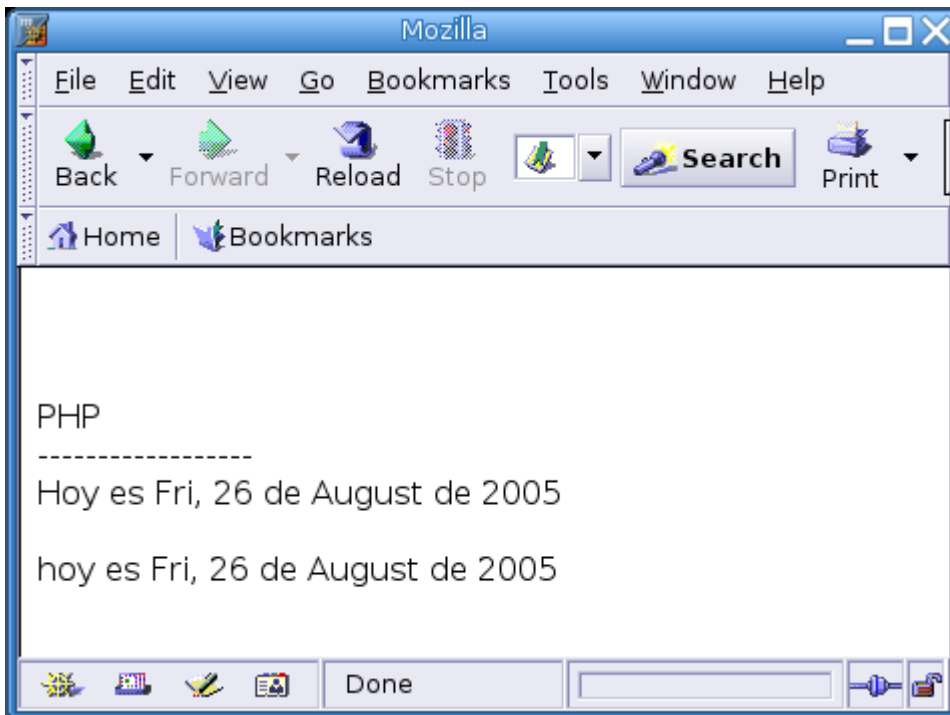 Mozilla
File Edit View Go Bookmarks Tools Window Help
Back Forward Reload Stop Search Print
Home Bookmarks
PHP
------------------
Hoy es Fri, 26 de August de 2005
hoy es Fri, 26 de August de 2005
Done